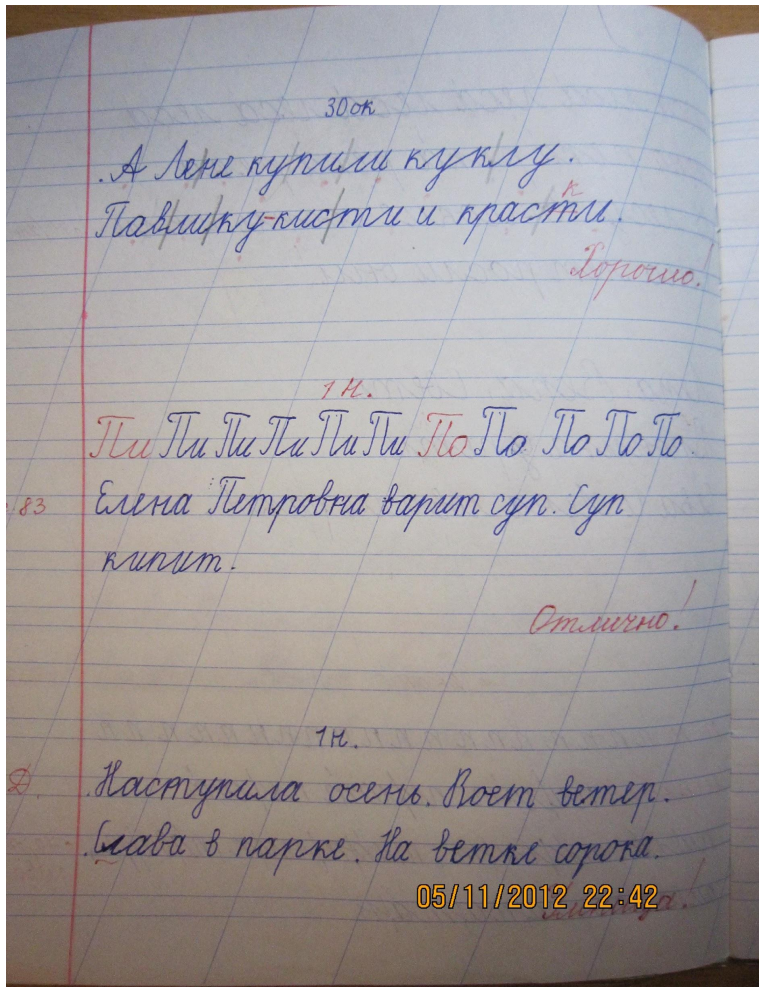 30 ок
А Лене купили куклу.
к
Павлику-кисти и красти.
Хорошо!
1 н.
Пи Пи Пи Пи Пи Пи По По По По По
83
Елена Петровна варит суп. Суп
кипит.
Отлично!
1 н.
Д
Наступила осень. Воет ветер.
Слава в парке. На ветке сорока.
05/11/2012 22:42